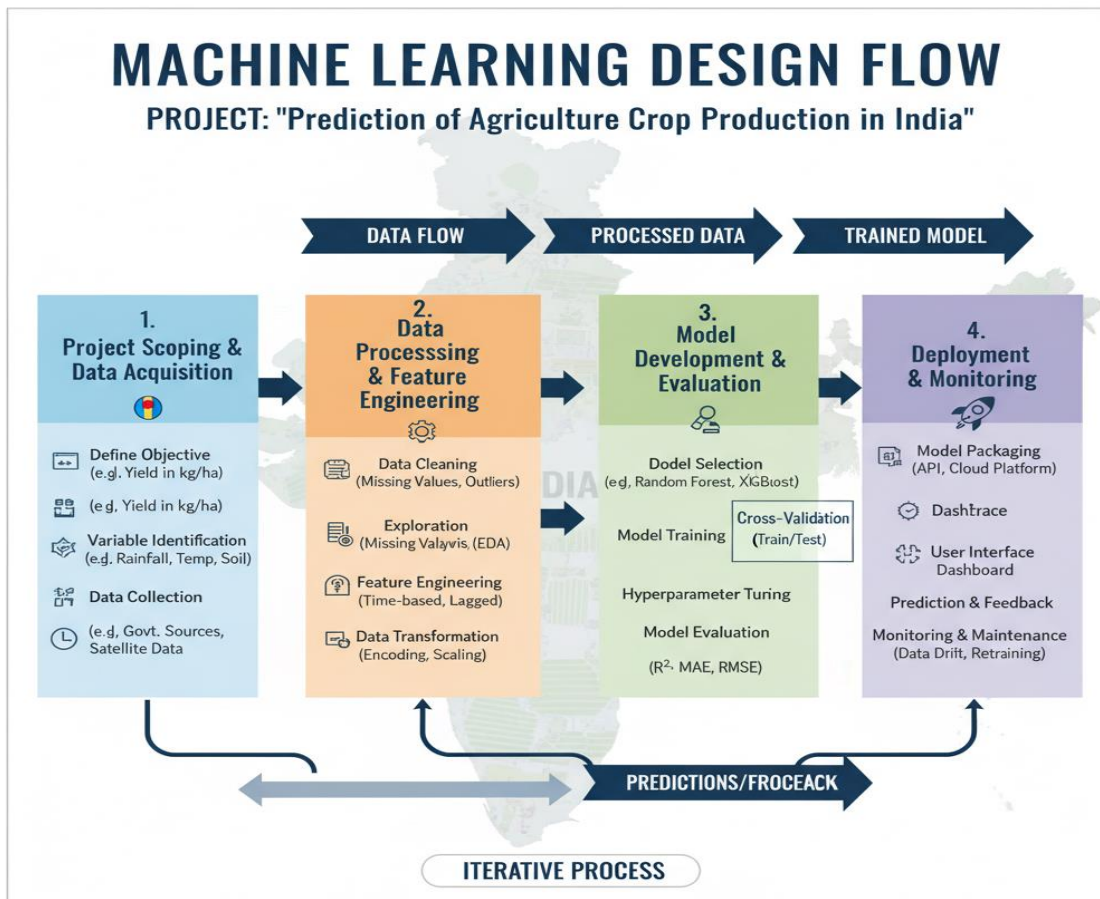 MACHINE LEARNING DESIGN FLOW
PROJECT: "Prediction of Agriculture Crop Production in India"
DATA FLOW
PROCESSED DATA
TRAINED MODEL
1.
Project Scoping &
Data Acquisition
Define Objective
(e.g. Yield in kg/ha)
(e.g. Yield in kg/ha)
Variable Identification
(e.g. Rainfall, Temp, Soil)
Data Collection
(e.g, Govt. Sources,
Satellite Data)
2.
Data
Processsing
& Feature
Engineering
Data Cleaning
(Missing Values, Outliers)
Exploration
(Missing Valayvis, (EDA)
Feature Engineering
(Time-based, Lagged)
Data Transformation
(Encoding, Scaling)
DIA
3.
Model
Development &
Evaluation
Dodel Selection
(e.g, Random Forest, XIGBuost)
Model Training
Cross-Validation
(Train/Test)
Hyperparameter Tuning
Model Evaluation
(R², MAE, RMSE)
4.
Deployment
& Monitoring
Model Packaging
(API, Cloud Platform)
Dashtrace
User Interface
Dashboard
Prediction & Feedback
Monitoring & Maintenance
(Data Drift, Retraining)
PREDICTIONS/FROCEACK
ITERATIVE PROCESS